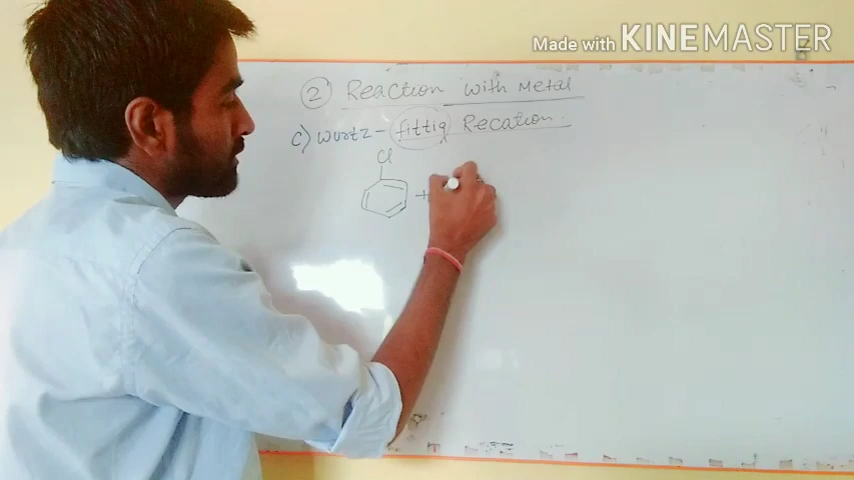 Made with KINEMASTER
2 Reaction with Metal
c) wurtz - fittig Recation.
Cl
+